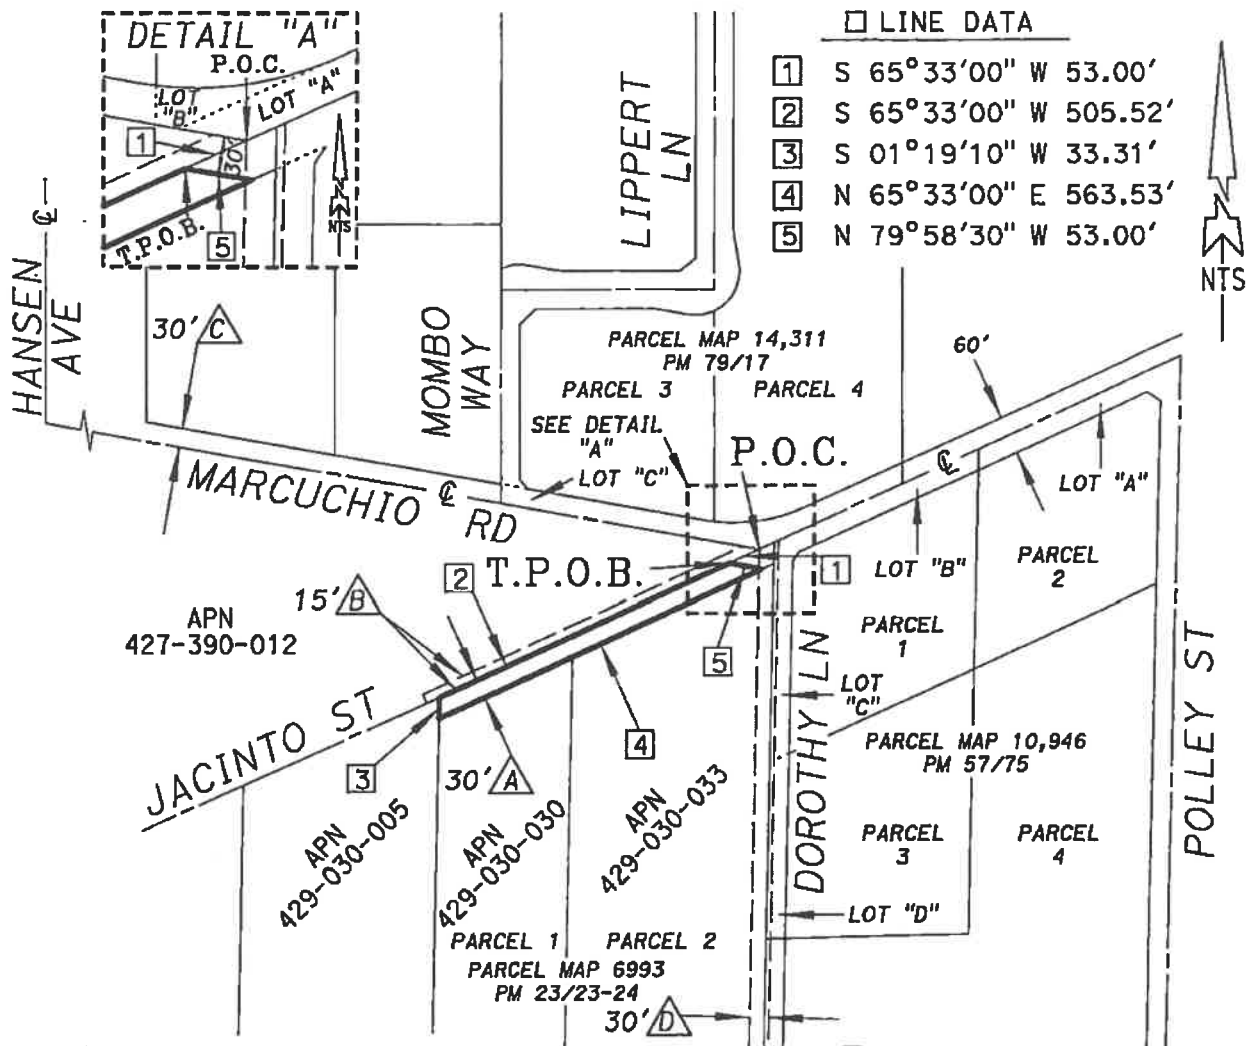 DETAIL "A"
P.O.C.
LOT "B"
LOT "A"
1
30'
T.P.O.B.
5
NTS
□ LINE DATA
1 S 65°33'00" W 53.00'
2 S 65°33'00" W 505.52'
3 S 01°19'10" W 33.31'
4 N 65°33'00" E 563.53'
5 N 79°58'30" W 53.00'
NTS
HANSEN AVE
℄
30' C
MOMBO WAY
LIPPERT LN
PARCEL MAP 14,311
PM 79/17
PARCEL 3
PARCEL 4
60'
SEE DETAIL
"A"
LOT "C"
P.O.C.
℄
LOT "A"
MARCUCHIO ℄ RD
LOT "B"
PARCEL
2
2
T.P.O.B.
1
15' B
APN
427-390-012
5
PARCEL
1
LOT
"C"
JACINTO ST
3
30' A
4
DOROTHY LN
POLLEY ST
PARCEL MAP 10,946
PM 57/75
APN
429-030-005
APN
429-030-030
APN
429-030-033
PARCEL
3
PARCEL
4
LOT "D"
PARCEL 1
PARCEL 2
PARCEL MAP 6993
PM 23/23-24
30' D